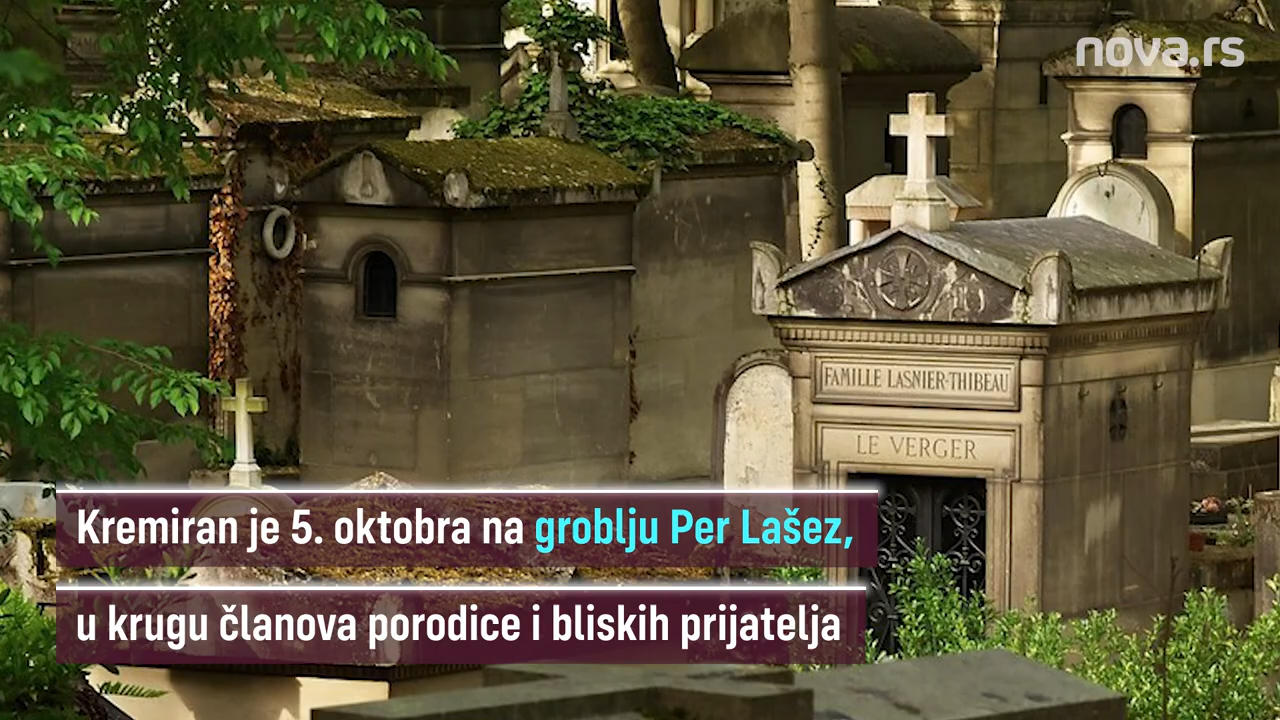 nova.rs
FAMILLE LASNIER-THIBEAU
LE VERGER
Kremiran je 5. oktobra na groblju Per Lašez,
u krugu članova porodice i bliskih prijatelja